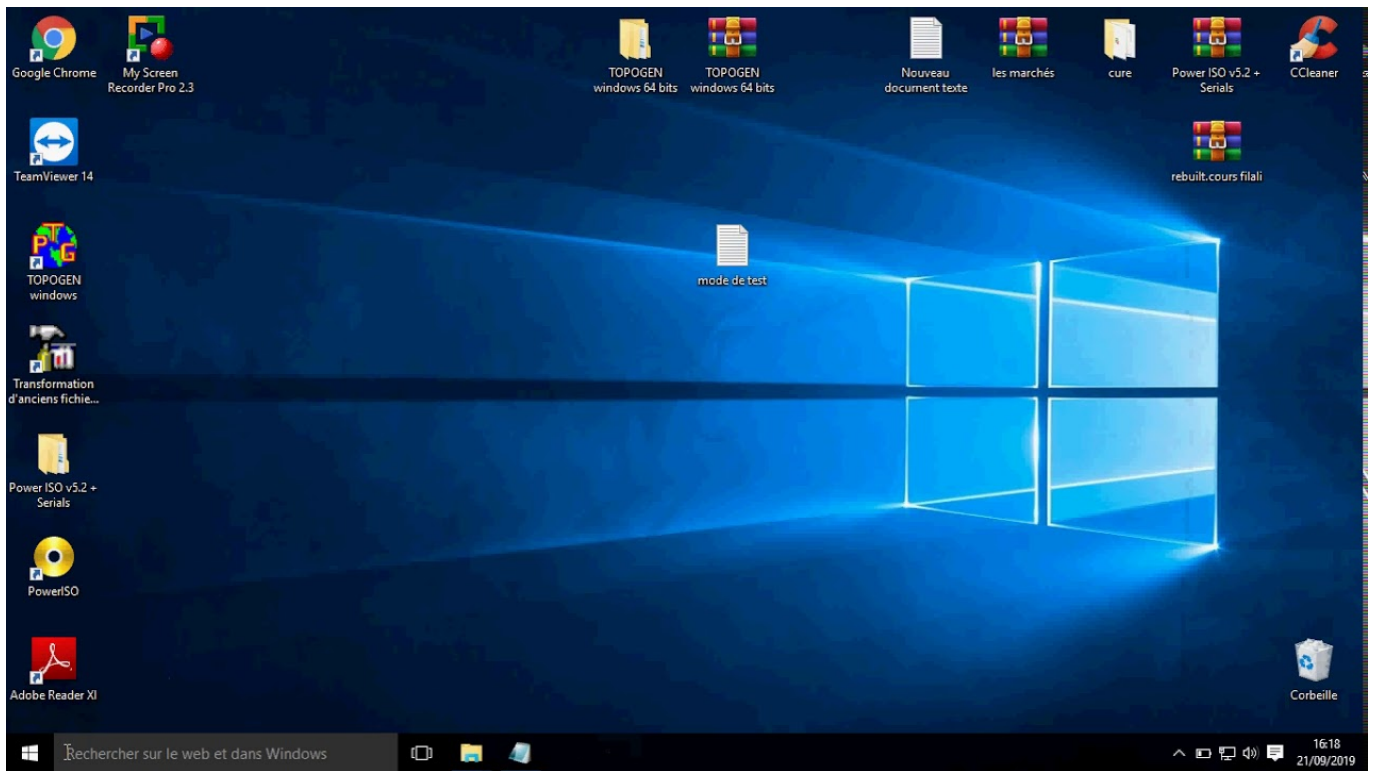 Google Chrome
My Screen
Recorder Pro 2.3
TOPOGEN
windows 64 bits
TOPOGEN
windows 64 bits
Nouveau
document texte
les marchés
cure
Power ISO v5.2 +
Serials
CCleaner
TeamViewer 14
rebuilt.cours filali
TOPOGEN
windows
mode de test
Transformation
d'anciens fichie...
Power ISO v5.2 +
Serials
PowerISO
Adobe Reader XI
Corbeille
Rechercher sur le web et dans Windows
16:18
21/09/2019